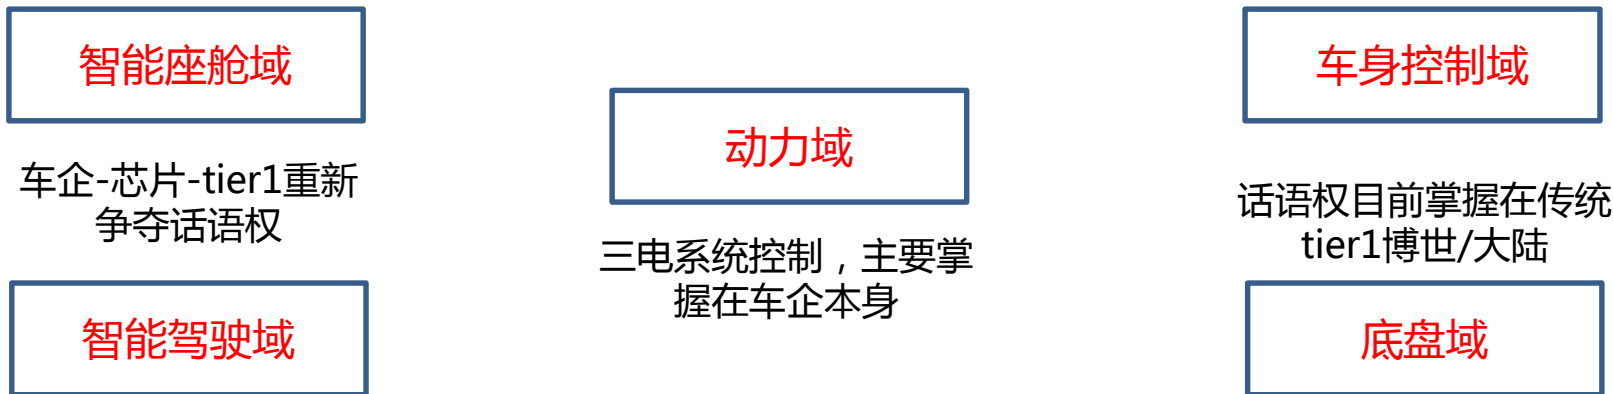 智能座舱域
车企-芯片-tier1重新
争夺话语权
智能驾驶域
动力域
三电系统控制，主要掌
握在车企本身
车身控制域
话语权目前掌握在传统
tier1博世/大陆
底盘域